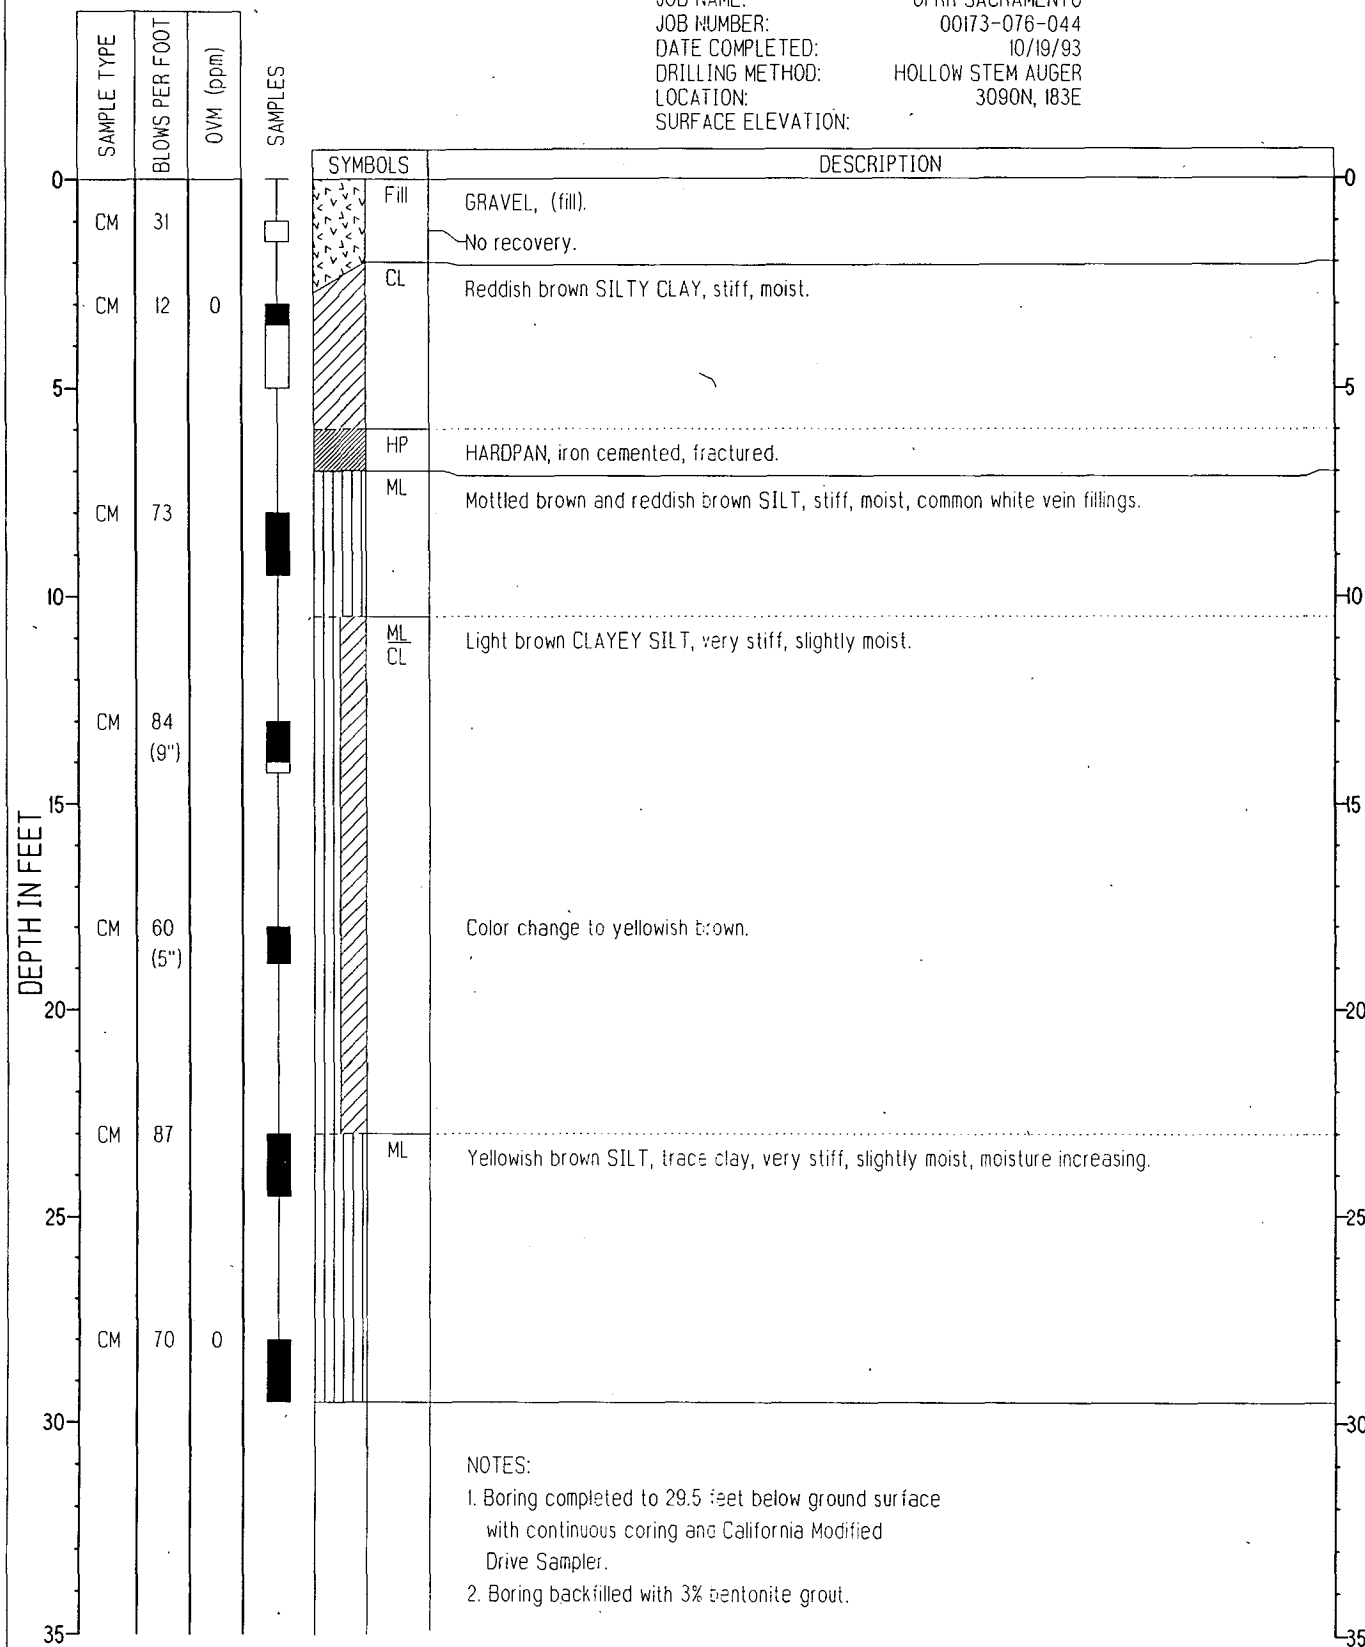 JOB NAME: UPRR SACRAMENTO
JOB NUMBER: 00173-076-044
DATE COMPLETED: 10/19/93
DRILLING METHOD: HOLLOW STEM AUGER
LOCATION: 3090N, 183E
SURFACE ELEVATION:
SAMPLE TYPE
BLOWS PER FOOT
OVM (ppm)
SAMPLES
SYMBOLS DESCRIPTION
0 0
Fill GRAVEL, (fill).
CM 31
No recovery.
CL Reddish brown SILTY CLAY, stiff, moist.
CM 12 0
5 5
HP HARDPAN, iron cemented, fractured.
ML Mottled brown and reddish brown SILT, stiff, moist, common white vein fillings.
CM 73
10 10
ML
CL
Light brown CLAYEY SILT, very stiff, slightly moist.
CM 84
(9")
15 15
DEPTH IN FEET
CM 60 Color change to yellowish brown.
(5")
20 20
CM 87
ML Yellowish brown SILT, trace clay, very stiff, slightly moist, moisture increasing.
25 25
CM 70 0
30 30
NOTES:
1. Boring completed to 29.5 feet below ground surface
with continuous coring and California Modified
Drive Sampler.
2. Boring backfilled with 3% bentonite grout.
35 35